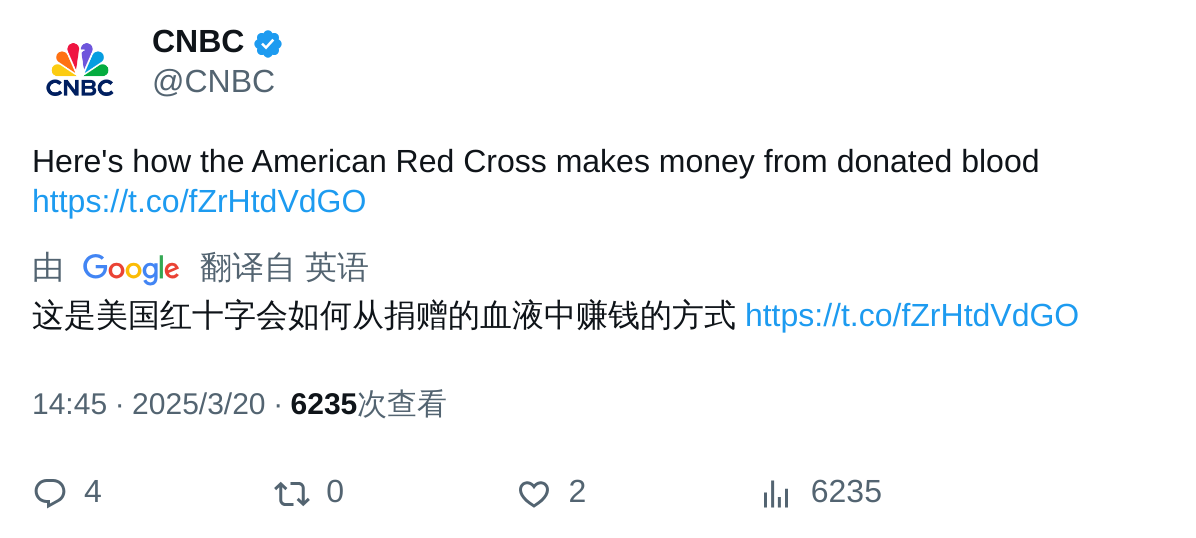 CNBC
CNBC
@CNBC
Here's how the American Red Cross makes money from donated blood
https://t.co/fZrHtdVdGO
由 Google 翻译自 英语
这是美国红十字会如何从捐赠的血液中赚钱的方式 https://t.co/fZrHtdVdGO
14:45 · 2025/3/20 · 6235次查看
4 0 2 6235